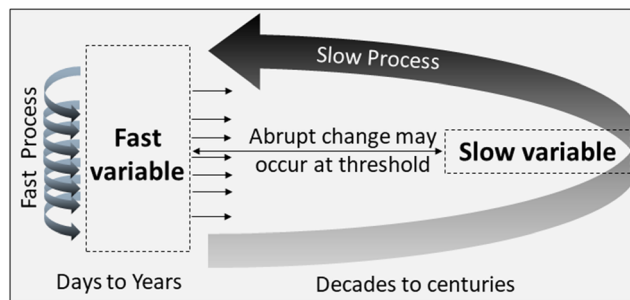 Slow Process
Fast Process
Fast
variable
Abrupt change may
occur at threshold
Slow variable
Days to Years
Decades to centuries